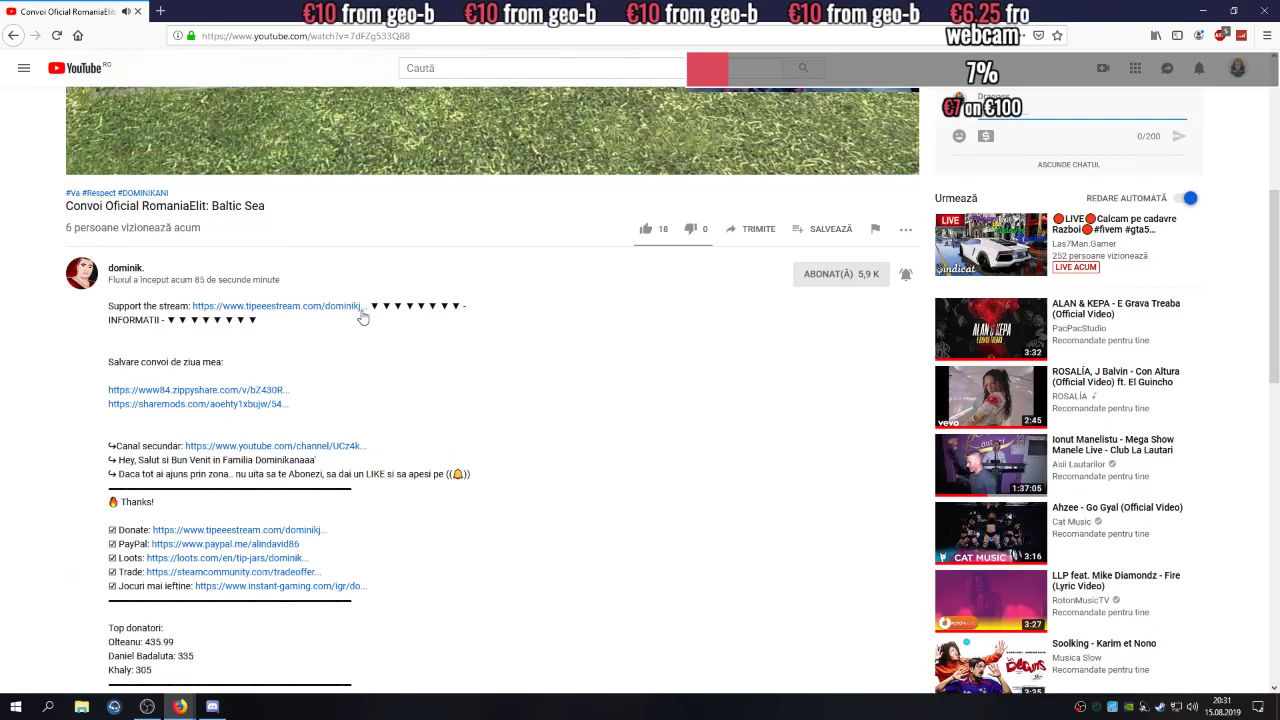 €10 from geo-b €10 from geo-b €10 from geo-b €10 from geo-b €6.25 fro
(1) YouTube
webcam
https://www.youtube.com/watch?v=7dFZg533Q88
YouTube RO
Caută
7%
€7 on €100
0/200
ASCUNDE CHATUL
#Va #Respect #DOMINIKANI
Convoi Oficial RomaniaElit: Baltic Sea
6 persoane vizionează acum
18
0
TRIMITE
SALVEAZĂ
dominik.
Fluxul a început acum 85 de secunde minute
ABONAT(Ă) 5,9 K
Support the stream: https://www.tipeeestream.com/dominikj... ▼ ▼ ▼ ▼ ▼ ▼ ▼ ▼ -
INFORMATII - ▼ ▼ ▼ ▼ ▼ ▼ ▼ ▼
Salvare convoi de ziua mea:
https://www84.zippyshare.com/v/bZ430R...
https://sharemods.com/aoehty1xbujw/54...
↪Canal secundar: https://www.youtube.com/channel/UCz4k...
↪ Hey, Salut si Bun Venit in Familia Dominikanaaa'
↪ Daca tot ai ajuns prin zona.. nu uita sa te Abonezi, sa dai un LIKE si sa apesi pe ((🔔))
🔥 Thanks!
☑ Donate: https://www.tipeeestream.com/dominikj...
☑ PayPal: https://www.paypal.me/alindavid86
☑ Loots: https://loots.com/en/tip-jars/dominik...
☑ Trade: https://steamcommunity.com/tradeoffer...
☑ Jocuri mai ieftine: https://www.instant-gaming.com/igr/do...
Top donatori:
Olteanu: 435.99
Daniel Badaluta: 335
Khaly: 305
Urmează
REDARE AUTOMATĂ
LIVE
🔴LIVE🔴Calcam pe cadavre
Razboi🔴#fivem #gta5...
Las7Man.Gamer
252 persoane vizionează
LIVE ACUM
ALAN & KEPA - E Grava Treaba
(Official Video)
PacPacStudio
Recomandate pentru tine
3:32
ROSALÍA, J Balvin - Con Altura
(Official Video) ft. El Guincho
ROSALÍA
Recomandate pentru tine
vevo
2:45
Ionut Manelistu - Mega Show
Manele Live - Club La Lautari
Asii Lautarilor
Recomandate pentru tine
1:37:05
Ahzee - Go Gyal (Official Video)
Cat Music
Recomandate pentru tine
CAT MUSIC
3:16
LLP feat. Mike Diamondz - Fire
(Lyric Video)
RotonMusicTV
Recomandate pentru tine
3:27
Soolking - Karim et Nono
Musica Slow
Recomandate pentru tine
3:35
20:31
15.08.2019